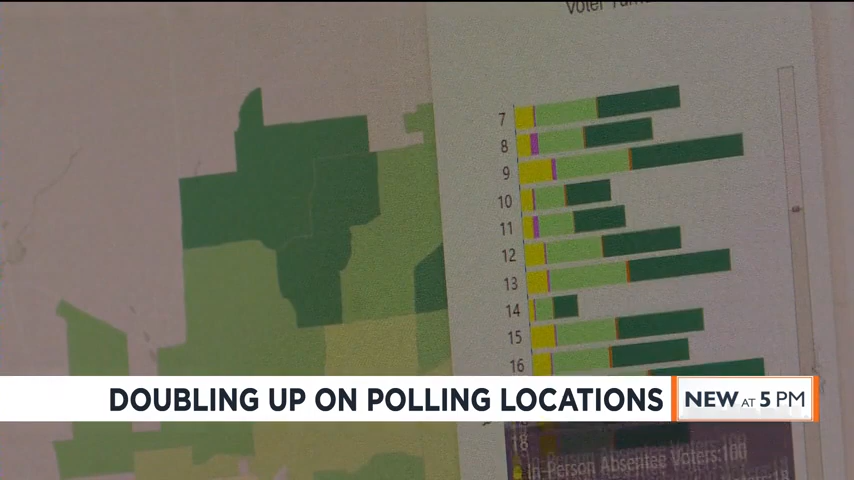 Voter
7
8
9
10
11
12
13
14
15
16
DOUBLING UP ON POLLING LOCATIONS
NEW AT 5 PM
18
In-Person Absentee Voters:100